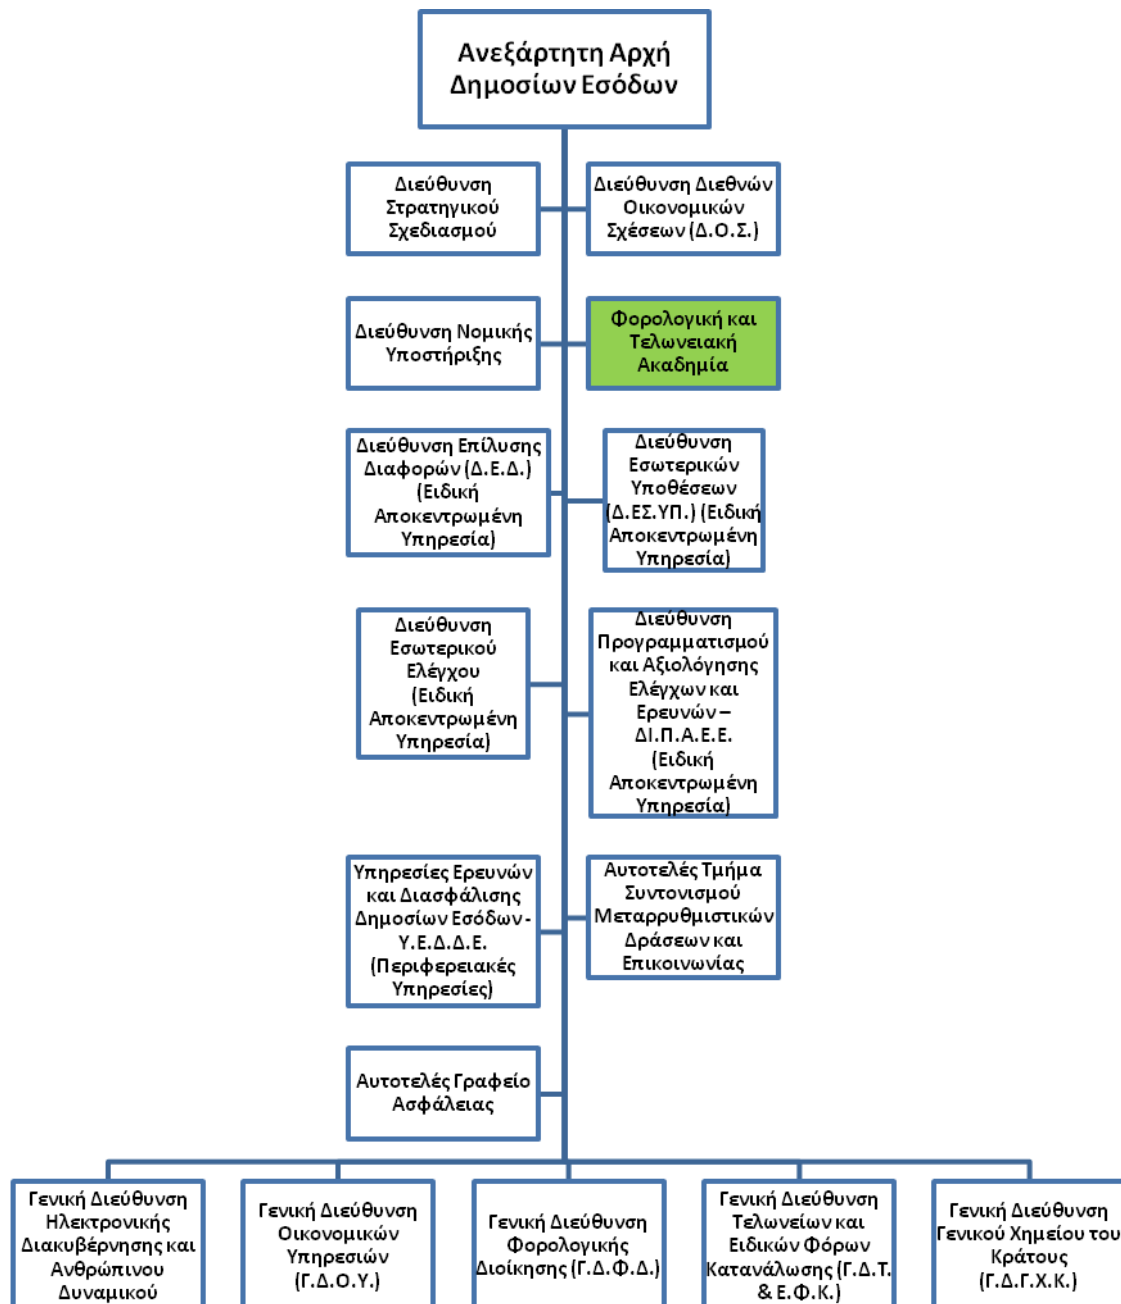 Ανεξάρτητη Αρχή
Δημοσίων Εσόδων
Διεύθυνση
Στρατηγικού
Σχεδιασμού
Διεύθυνση Διεθνών
Οικονομικών
Σχέσεων (Δ.Ο.Σ.)
Διεύθυνση Νομικής
Υποστήριξης
Φορολογική και
Τελωνειακή
Ακαδημία
Διεύθυνση Επίλυσης
Διαφορών (Δ.Ε.Δ.)
(Ειδική
Αποκεντρωμένη
Υπηρεσία)
Διεύθυνση
Εσωτερικών
Υποθέσεων
(Δ.ΕΣ.ΥΠ.) (Ειδική
Αποκεντρωμένη
Υπηρεσία)
Διεύθυνση
Εσωτερικού
Ελέγχου
(Ειδική
Αποκεντρωμένη
Υπηρεσία)
Διεύθυνση
Προγραμματισμού
και Αξιολόγησης
Ελέγχων και
Ερευνών –
ΔΙ.Π.Α.Ε.Ε.
(Ειδική
Αποκεντρωμένη
Υπηρεσία)
Υπηρεσίες Ερευνών
και Διασφάλισης
Δημοσίων Εσόδων -
Υ.Ε.Δ.Δ.Ε.
(Περιφερειακές
Υπηρεσίες)
Αυτοτελές Τμήμα
Συντονισμού
Μεταρρυθμιστικών
Δράσεων και
Επικοινωνίας
Αυτοτελές Γραφείο
Ασφάλειας
Γενική Διεύθυνση
Ηλεκτρονικής
Διακυβέρνησης και
Ανθρώπινου
Δυναμικού
Γενική Διεύθυνση
Οικονομικών
Υπηρεσιών
(Γ.Δ.Ο.Υ.)
Γενική Διεύθυνση
Φορολογικής
Διοίκησης (Γ.Δ.Φ.Δ.)
Γενική Διεύθυνση
Τελωνείων και
Ειδικών Φόρων
Κατανάλωσης (Γ.Δ.Τ.
& Ε.Φ.Κ.)
Γενική Διεύθυνση
Γενικού Χημείου του
Κράτους
(Γ.Δ.Γ.Χ.Κ.)